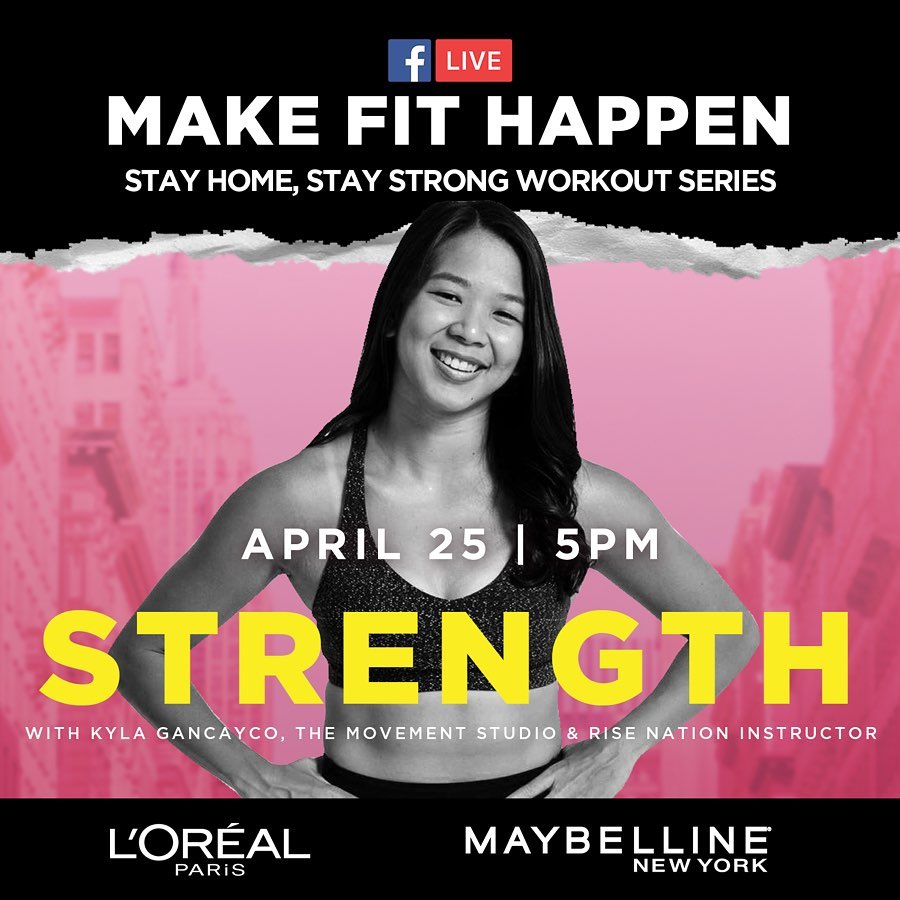 f LIVE
MAKE FIT HAPPEN
STAY HOME, STAY STRONG WORKOUT SERIES
APRIL 25 | 5PM
STRENGTH
WITH KYLA GANCAYCO, THE MOVEMENT STUDIO & RISE NATION INSTRUCTOR
L'ORÉAL
PARiS
MAYBELLINE®
NEW YORK